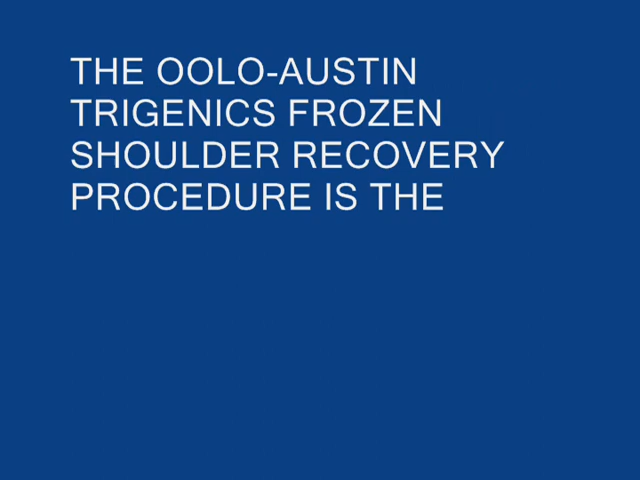 THE OOLO-AUSTIN
TRIGENICS FROZEN
SHOULDER RECOVERY
PROCEDURE IS THE